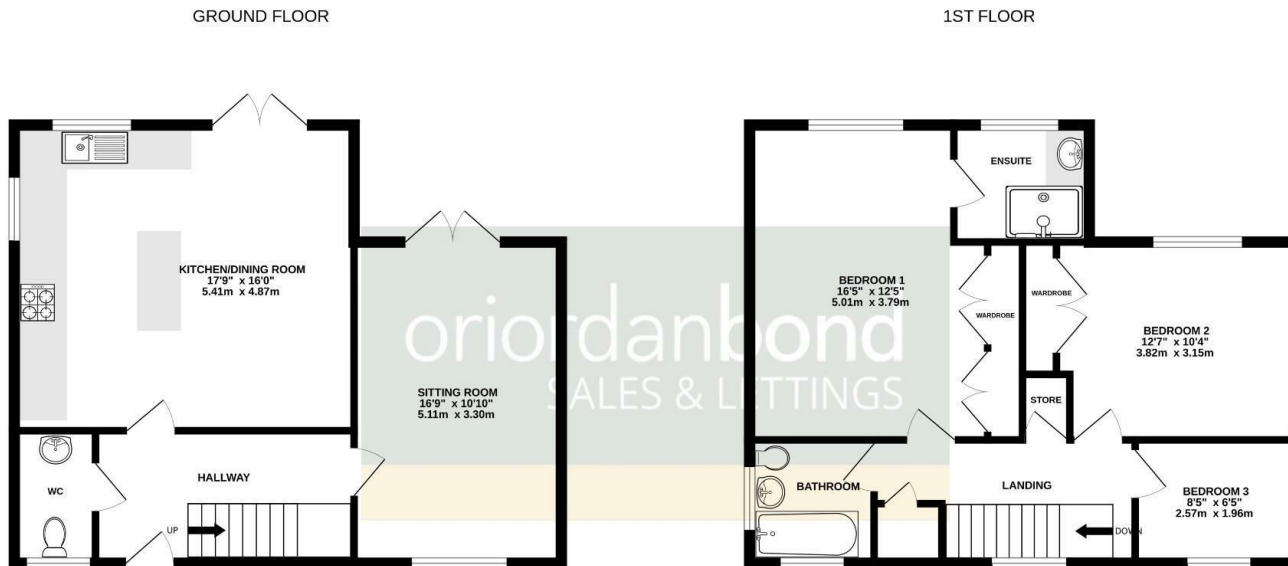 GROUND FLOOR
1ST FLOOR
KITCHEN/DINING ROOM
17'9" x 16'0"
5.41m x 4.87m
SITTING ROOM
16'9" x 10'10"
5.11m x 3.30m
WC
HALLWAY
UP
oriordanbond
SALES & LETTINGS
ENSUITE
BEDROOM 1
16'5" x 12'5"
5.01m x 3.79m
WARDROBE
WARDROBE
BEDROOM 2
12'7" x 10'4"
3.82m x 3.15m
STORE
BATHROOM
LANDING
DOWN
BEDROOM 3
8'5" x 6'5"
2.57m x 1.96m